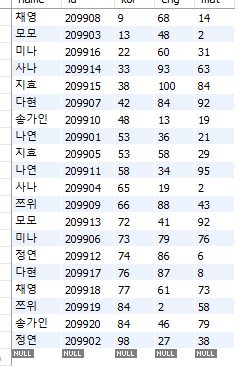 name id kor eng mat
채영 209908 9 68 14
모모 209903 13 48 2
미나 209916 22 60 31
사나 209914 33 93 63
지효 209915 38 100 84
다현 209907 42 84 92
송가인 209910 48 13 19
나연 209901 53 36 21
지효 209905 53 58 29
나연 209911 58 34 95
사나 209904 65 19 2
쯔위 209909 66 88 43
모모 209913 72 41 92
미나 209906 73 79 76
정연 209912 74 86 6
다현 209917 76 87 8
채영 209918 77 61 73
쯔위 209919 84 2 58
송가인 209920 84 46 79
정연 209902 98 27 38
NULL NULL NULL NULL NULL